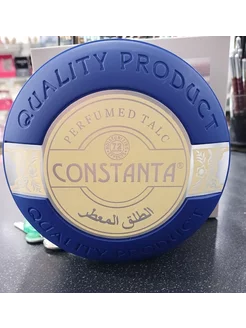 QUALITY PRODUCT
PERFUMED TALC
CONSTANTA®
الطلق المعطر
QUALITY PRODUCT